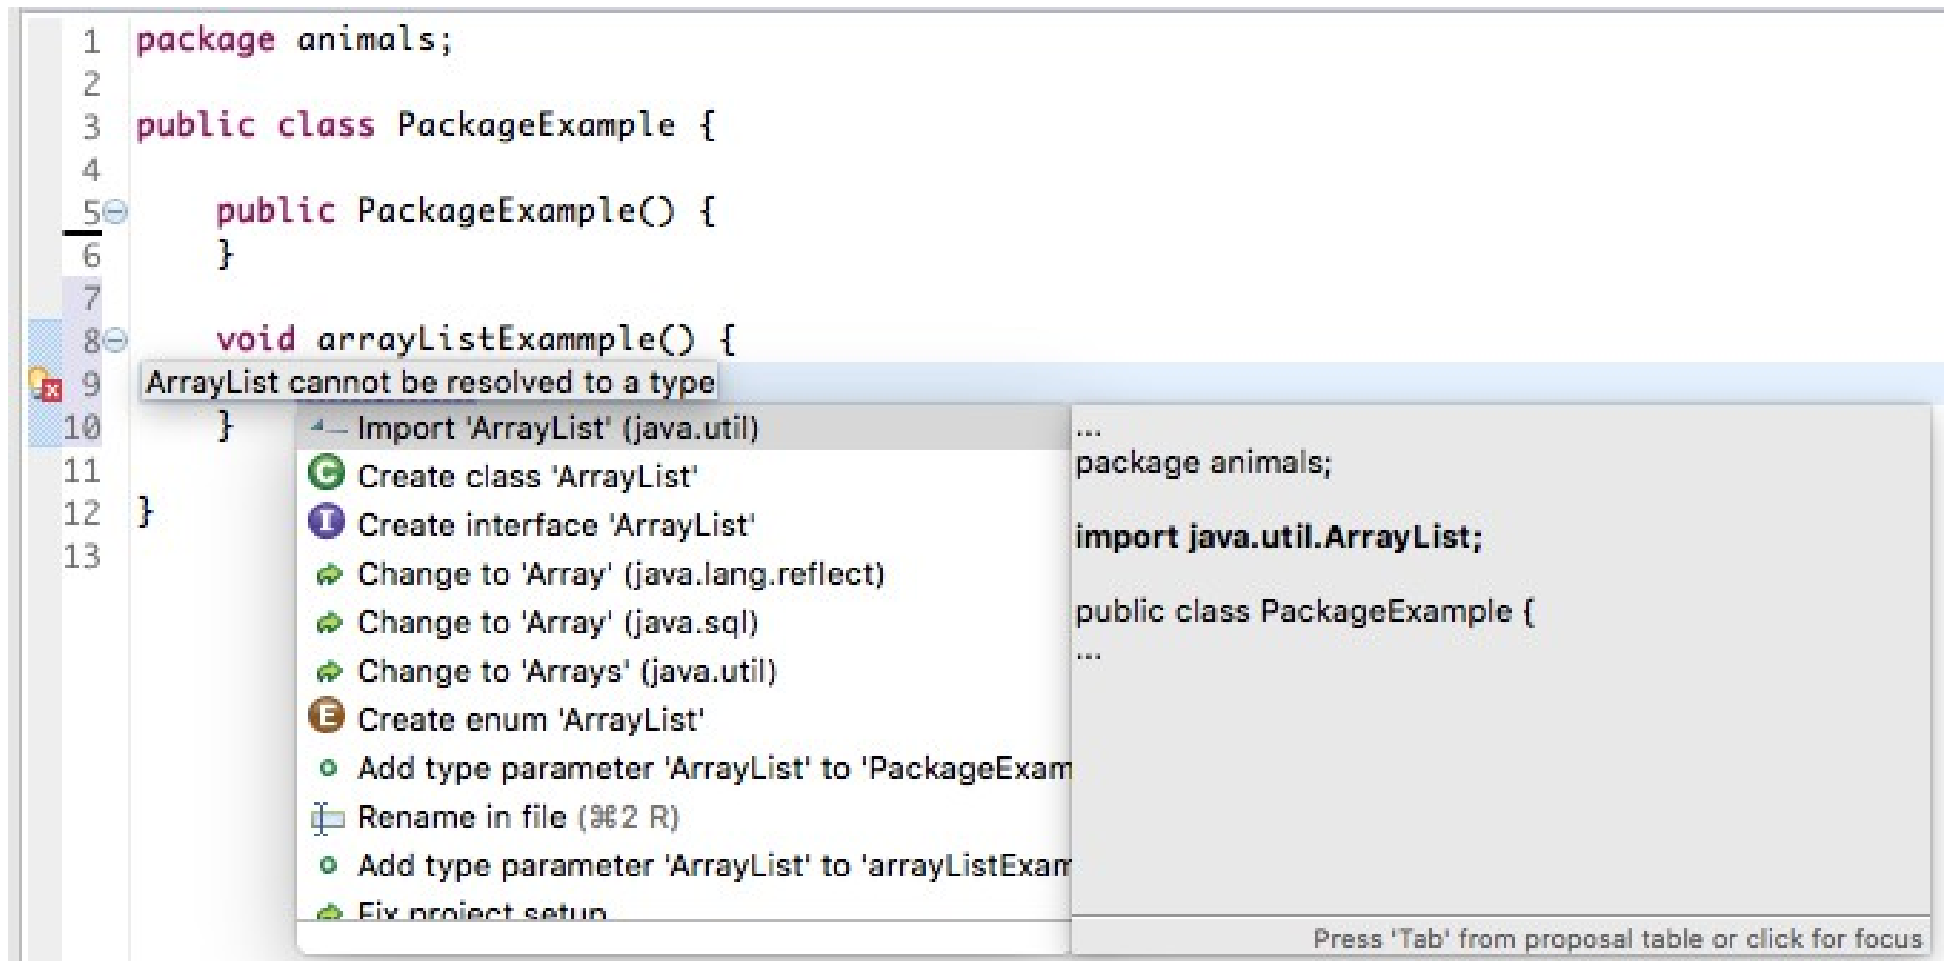 1 package animals;
2
3 public class PackageExample {
4
5 public PackageExample() {
6 }
7
8 void arrayListExammple() {
9 ArrayList cannot be resolved to a type
10 }
11
12 }
13
Import 'ArrayList' (java.util)
Create class 'ArrayList'
Create interface 'ArrayList'
Change to 'Array' (java.lang.reflect)
Change to 'Array' (java.sql)
Change to 'Arrays' (java.util)
Create enum 'ArrayList'
Add type parameter 'ArrayList' to 'PackageExam
Rename in file (⌘2 R)
Add type parameter 'ArrayList' to 'arrayListExam
Fix project setup
...
package animals;
import java.util.ArrayList;
public class PackageExample {
...
Press 'Tab' from proposal table or click for focus